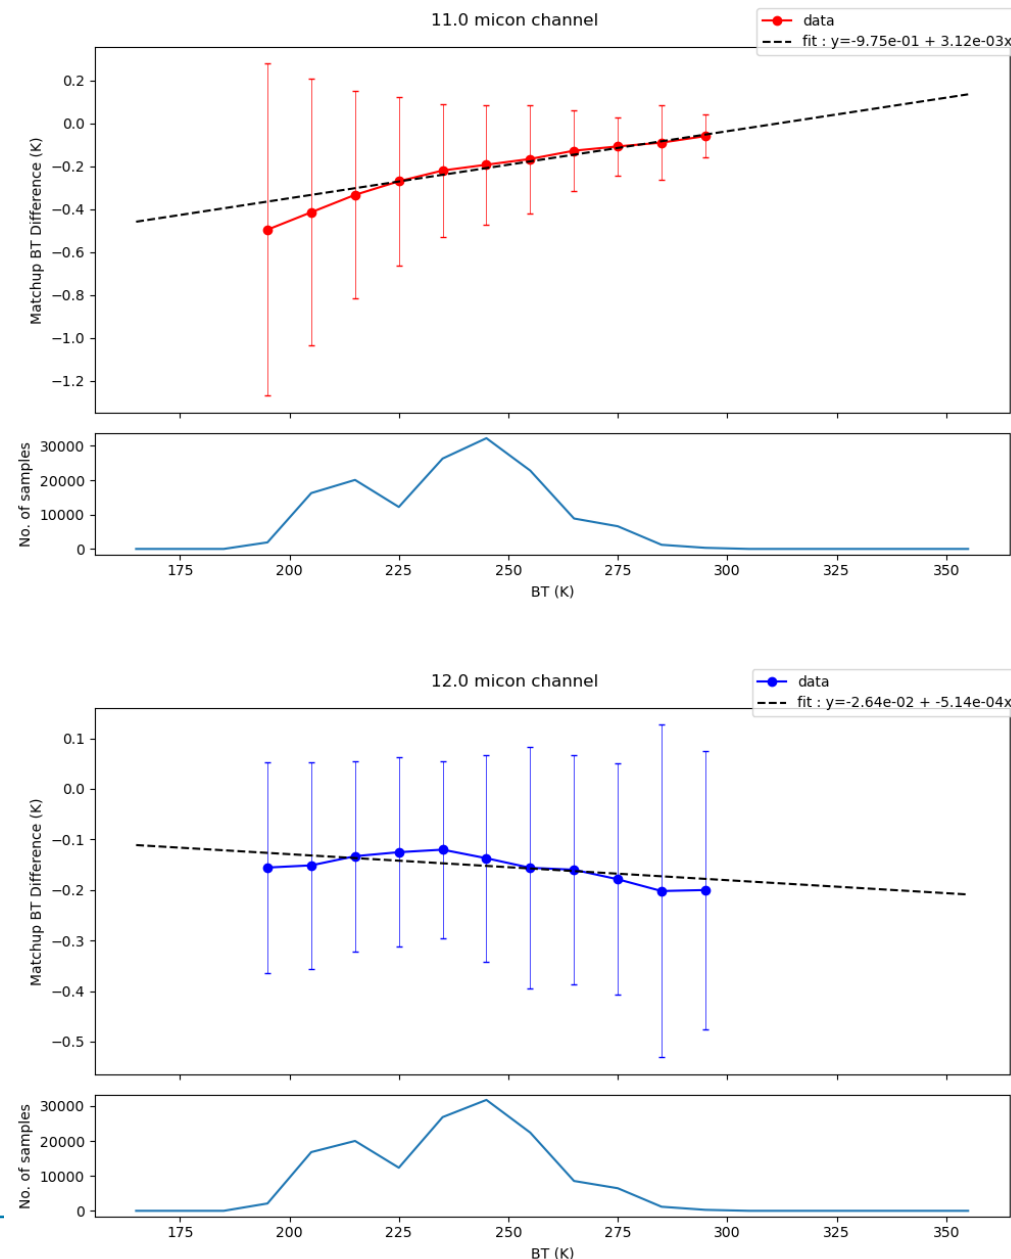 11.0 micon channel
data
fit : y=-9.75e-01 + 3.12e-03x
Matchup BT Difference (K)
0.2
0.0
−0.2
−0.4
−0.6
−0.8
−1.0
−1.2
No. of samples
30000
20000
10000
0
175 200 225 250 275 300 325 350
BT (K)
12.0 micon channel
data
fit : y=-2.64e-02 + -5.14e-04x
Matchup BT Difference (K)
0.1
0.0
−0.1
−0.2
−0.3
−0.4
−0.5
No. of samples
30000
20000
10000
0
175 200 225 250 275 300 325 350
BT (K)